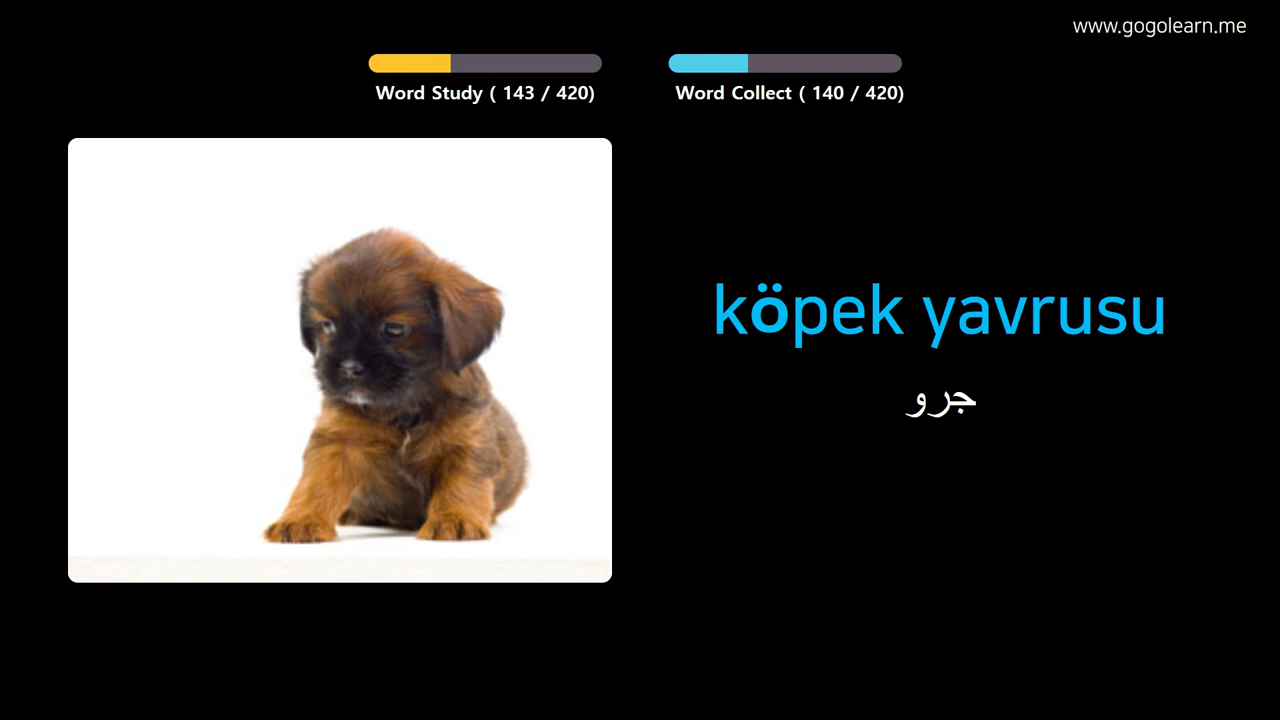 www.gogolearn.me
Word Study ( 143 / 420)
Word Collect ( 140 / 420)
köpek yavrusu
جرو